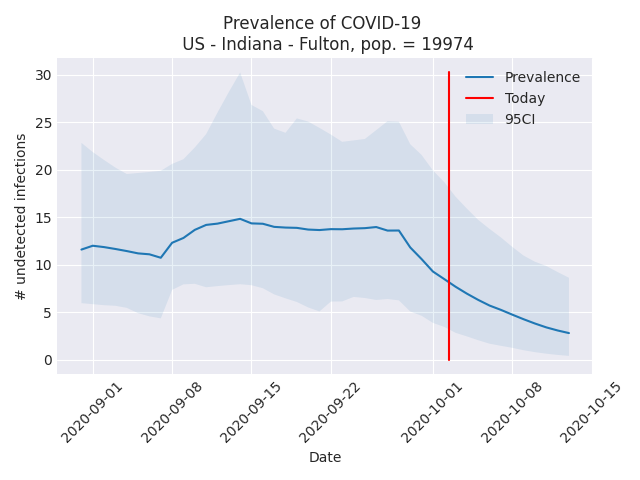 Prevalence of COVID-19
US - Indiana - Fulton, pop. = 19974
Prevalence
Today
95CI
# undetected infections
30
25
20
15
10
5
0
2020-09-01
2020-09-08
2020-09-15
2020-09-22
2020-10-01
2020-10-08
2020-10-15
Date